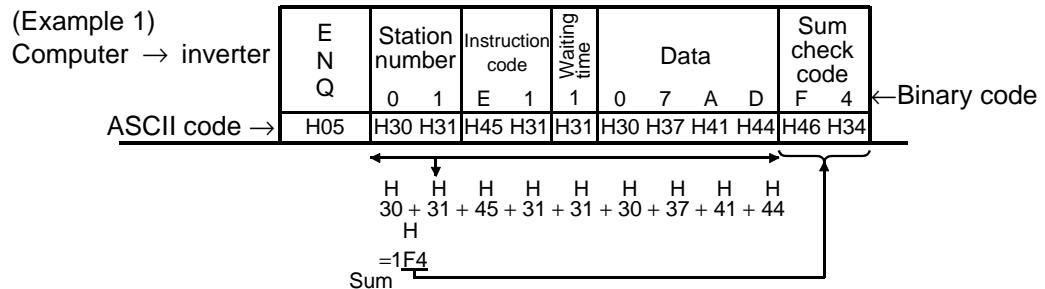 (Example 1)
Computer → inverter
E N Q
Station number
Instruction code
Waiting time
Data
Sum check code
0 1 E 1 1 0 7 A D F 4
←Binary code
ASCII code →
H05 H30 H31 H45 H31 H31 H30 H37 H41 H44 H46 H34
H H H H H H H H H
30 + 31 + 45 + 31 + 31 + 30 + 37 + 41 + 44
H
=1F4
Sum